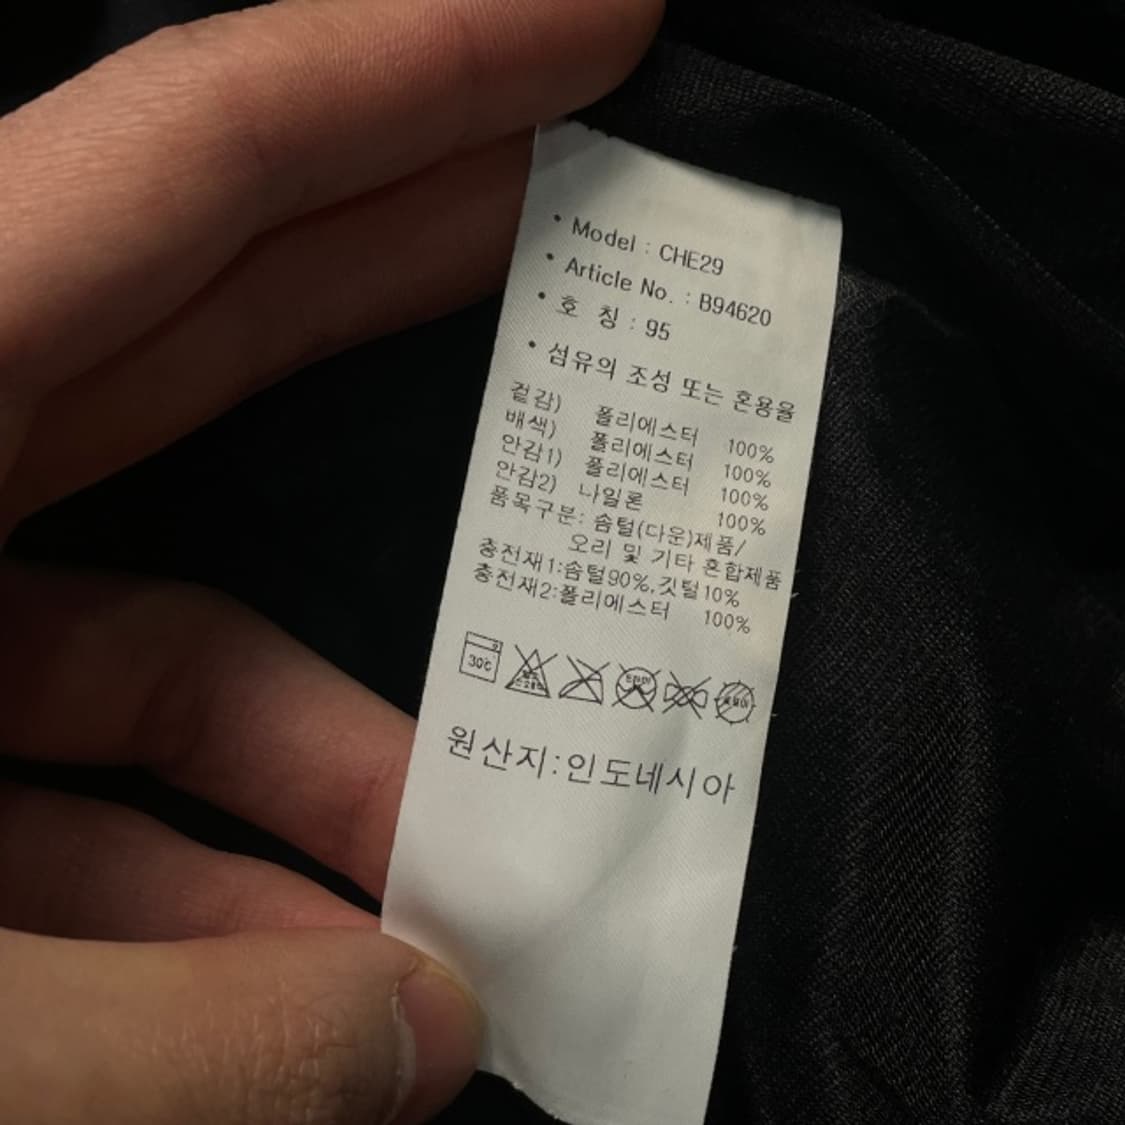 • Model : CHE29
• Article No. : B94620
• 호 칭 : 95
• 섬유의 조성 또는 혼용율
겉감) 폴리에스터 100%
배색) 폴리에스터 100%
안감1) 폴리에스터 100%
안감2) 나일론 100%
품목구분: 솜털(다운)제품/
오리 및 기타 혼합제품
충전재1:솜털90%,깃털10%
충전재2:폴리에스터 100%
30℃
원산지:인도네시아